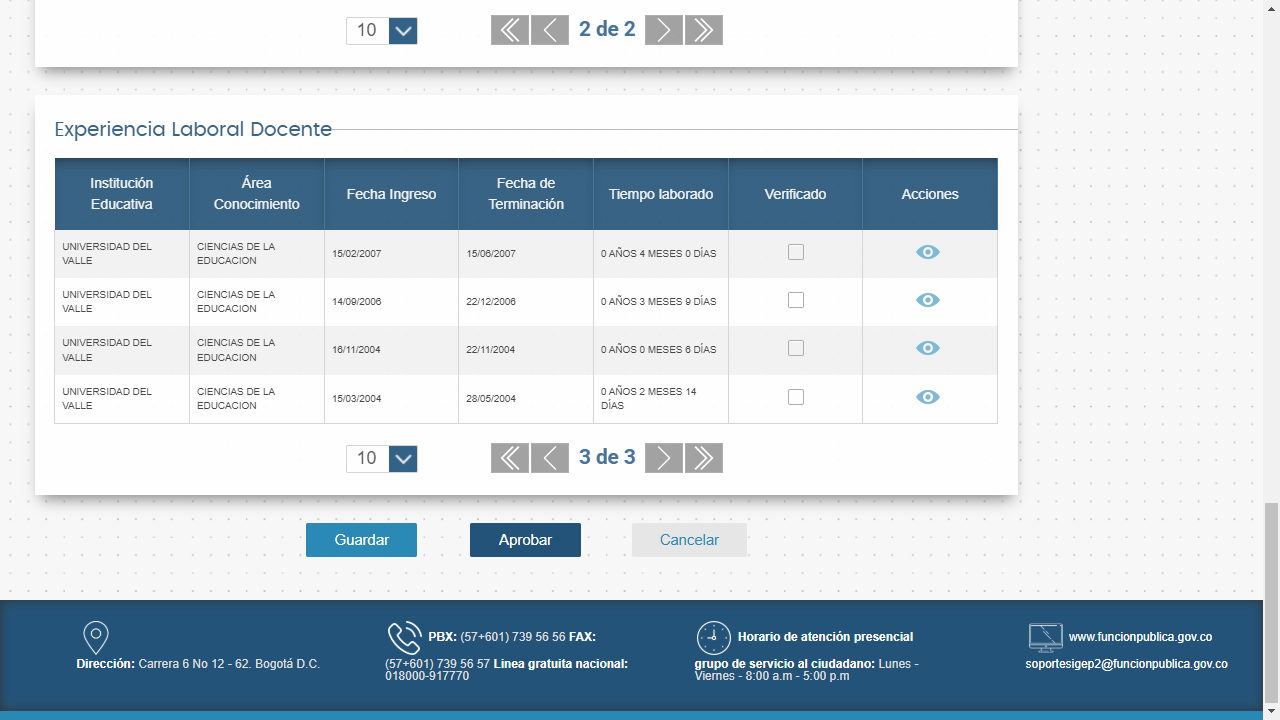 10
2 de 2
Experiencia Laboral Docente
Institución Educativa
Área Conocimiento
Fecha Ingreso
Fecha de Terminación
Tiempo laborado
Verificado
Acciones
UNIVERSIDAD DEL VALLE
CIENCIAS DE LA EDUCACION
15/02/2007
15/06/2007
0 AÑOS 4 MESES 0 DÍAS
UNIVERSIDAD DEL VALLE
CIENCIAS DE LA EDUCACION
14/09/2006
22/12/2006
0 AÑOS 3 MESES 9 DÍAS
UNIVERSIDAD DEL VALLE
CIENCIAS DE LA EDUCACION
16/11/2004
22/11/2004
0 AÑOS 0 MESES 6 DÍAS
UNIVERSIDAD DEL VALLE
CIENCIAS DE LA EDUCACION
15/03/2004
28/05/2004
0 AÑOS 2 MESES 14 DÍAS
10
3 de 3
Guardar
Aprobar
Cancelar
Dirección: Carrera 6 No 12 - 62. Bogotá D.C.
PBX: (57+601) 739 56 56 FAX:
(57+601) 739 56 57 Linea gratuita nacional:
018000-917770
Horario de atención presencial
grupo de servicio al ciudadano: Lunes -
Viernes - 8:00 a.m - 5:00 p.m
www.funcionpublica.gov.co
soportesigep2@funcionpublica.gov.co